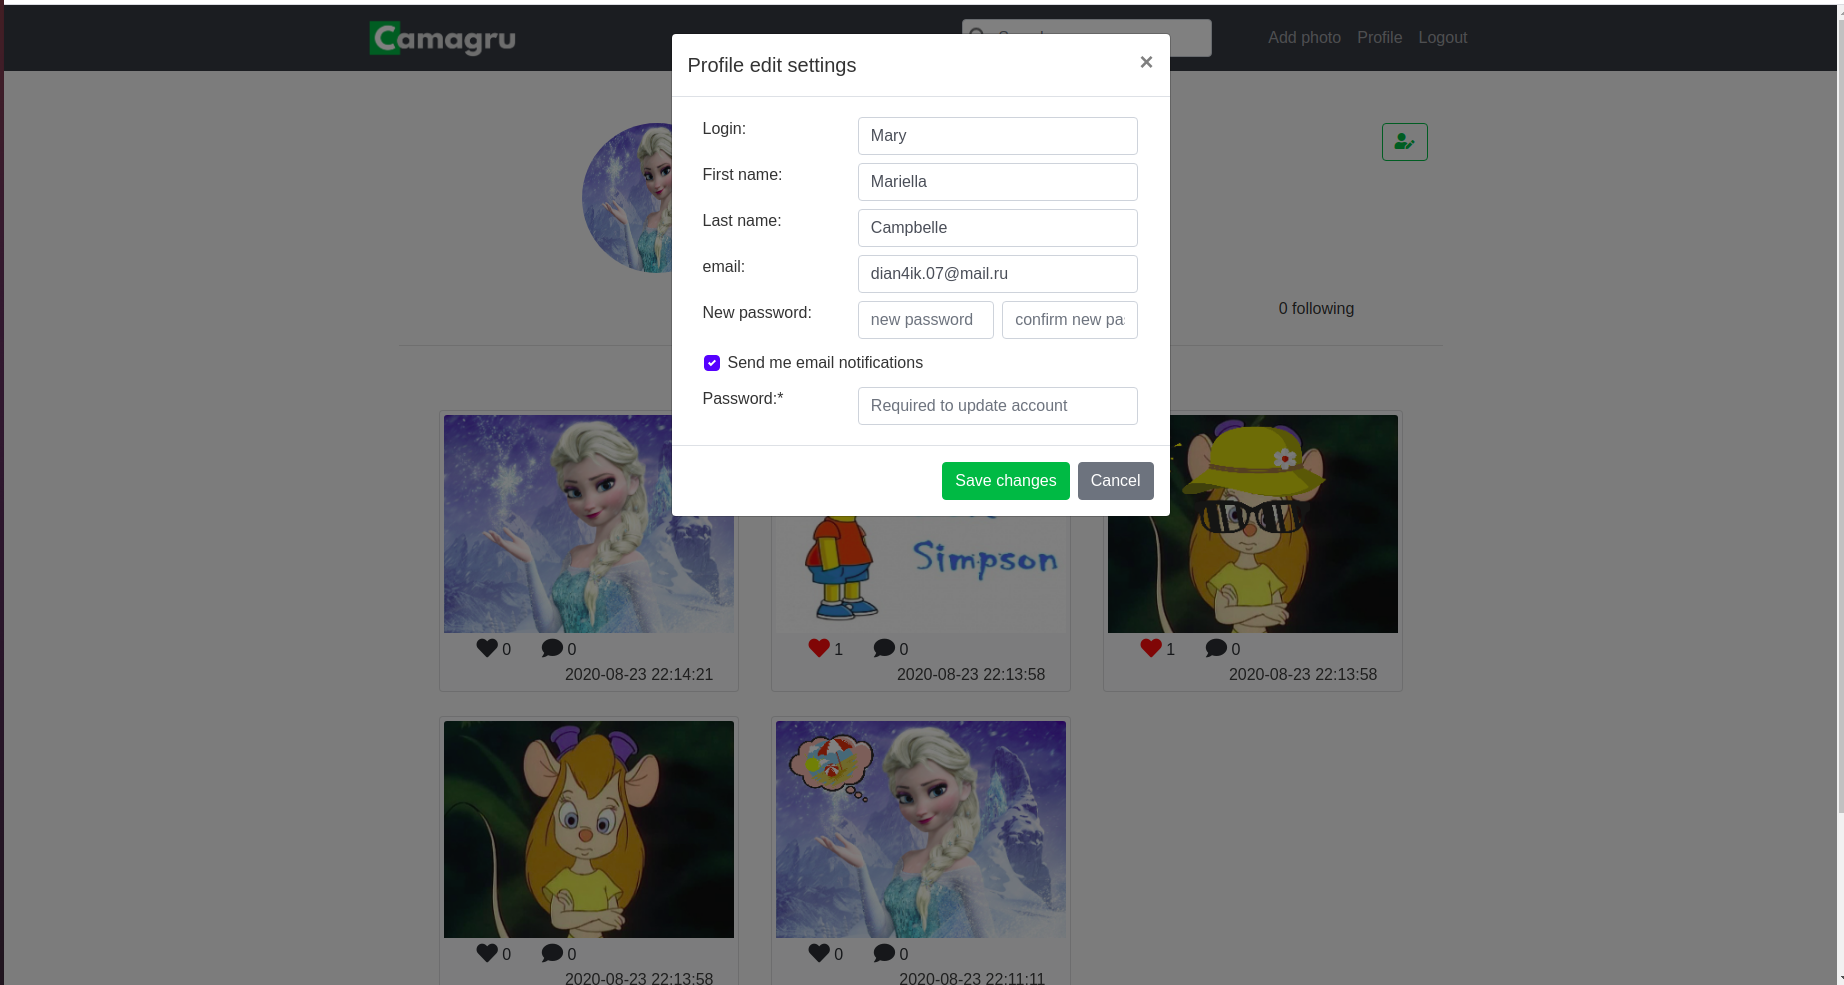 Camagru
Add photo Profile Logout
Profile edit settings ×
Login: Mary
First name: Mariella
Last name: Campbelle
email: dian4ik.07@mail.ru
0 following
New password: new password confirm new pa
Send me email notifications
Password:* Required to update account
Save changes Cancel
Simpson
0 0
2020-08-23 22:14:21
1 0
2020-08-23 22:13:58
1 0
2020-08-23 22:13:58
0 0
2020-08-23 22:13:58
0 0
2020-08-23 22:11:11